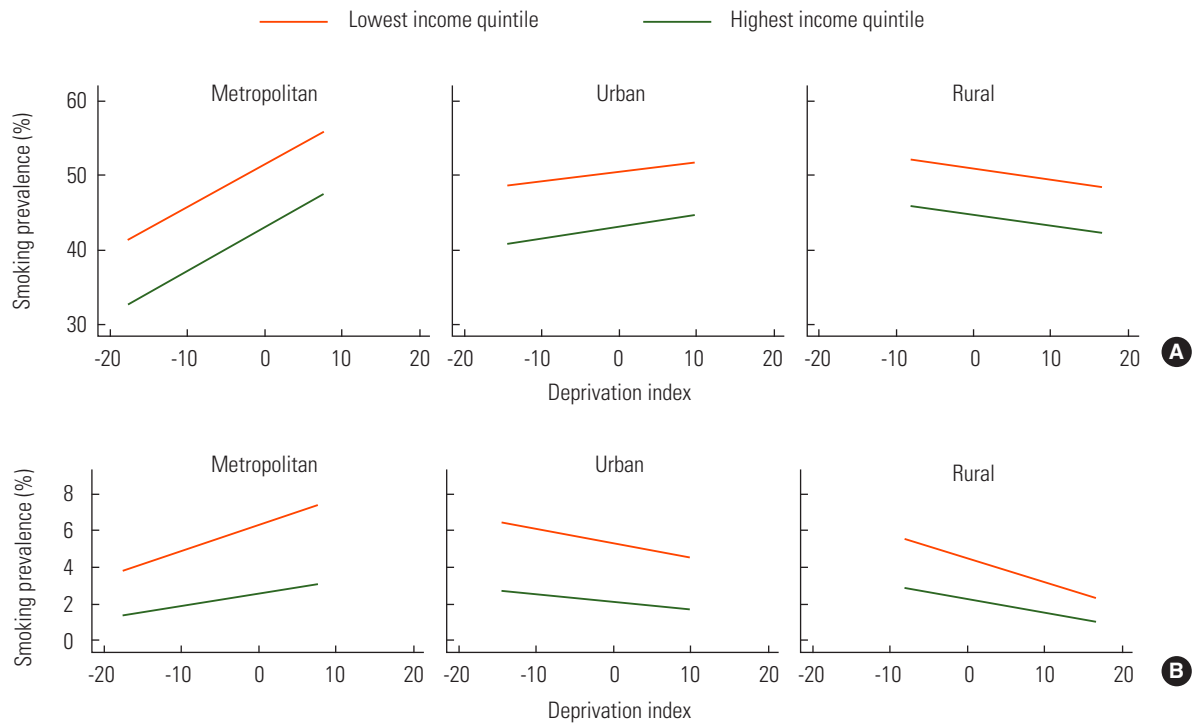 Lowest income quintile Highest income quintile
Metropolitan Urban Rural
Smoking prevalence (%)
60
50
40
30
-20 -10 0 10 20 -20 -10 0 10 20 -20 -10 0 10 20
Deprivation index
A
Metropolitan Urban Rural
Smoking prevalence (%)
8
6
4
2
0
-20 -10 0 10 20 -20 -10 0 10 20 -20 -10 0 10 20
Deprivation index
B